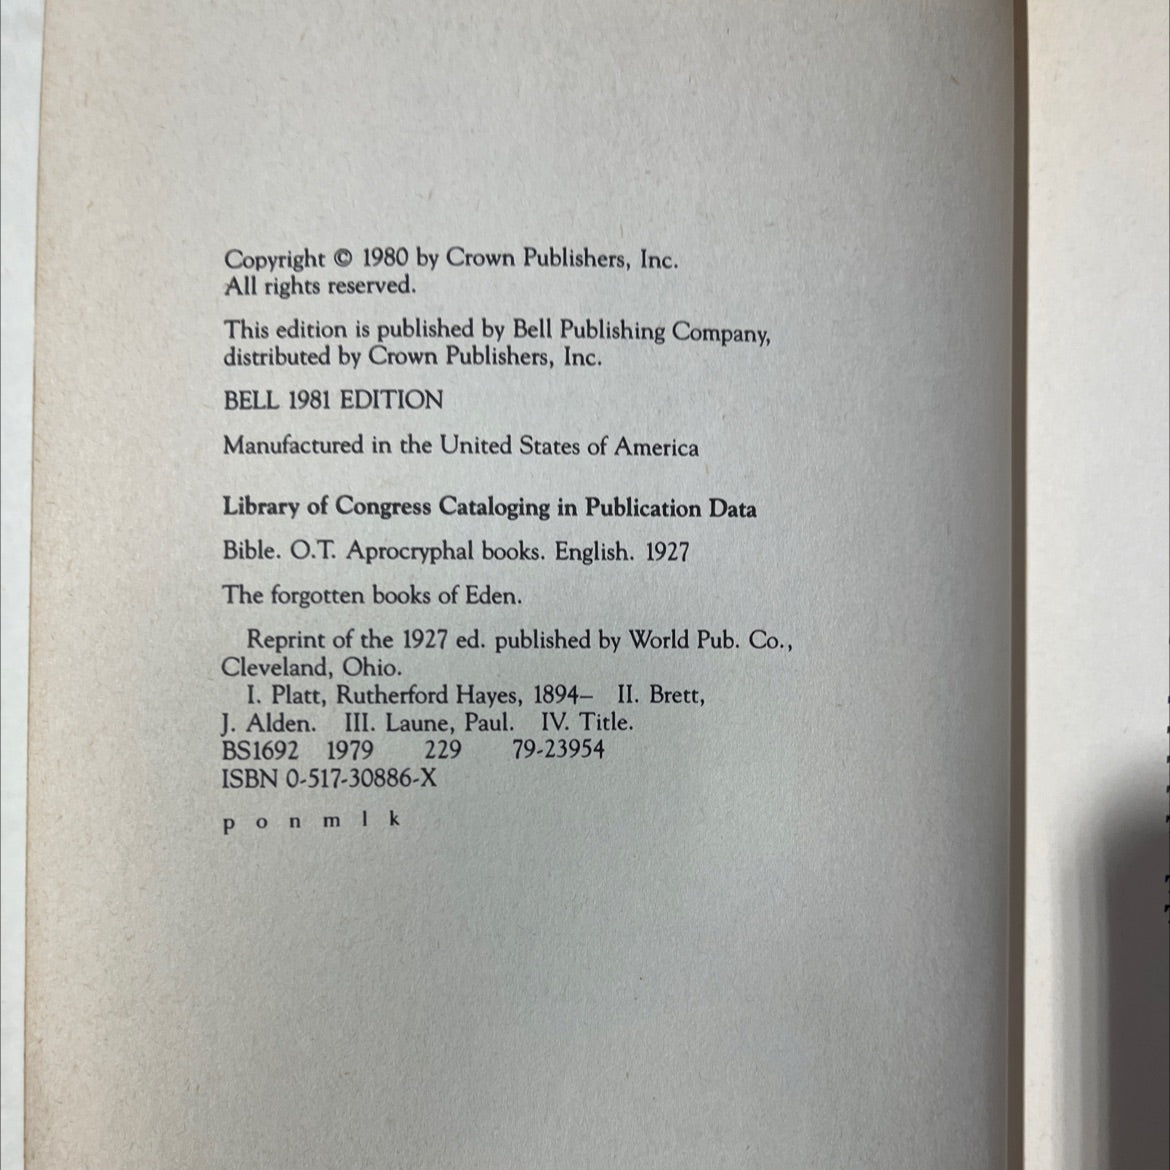 Copyright © 1980 by Crown Publishers, Inc.
All rights reserved.
This edition is published by Bell Publishing Company,
distributed by Crown Publishers, Inc.
BELL 1981 EDITION
Manufactured in the United States of America
Library of Congress Cataloging in Publication Data
Bible. O.T. Aprocryphal books. English. 1927
The forgotten books of Eden.
Reprint of the 1927 ed. published by World Pub. Co.,
Cleveland, Ohio.
I. Platt, Rutherford Hayes, 1894– II. Brett,
J. Alden. III. Laune, Paul. IV. Title.
BS1692 1979 229 79-23954
ISBN 0-517-30886-X
p o n m l k